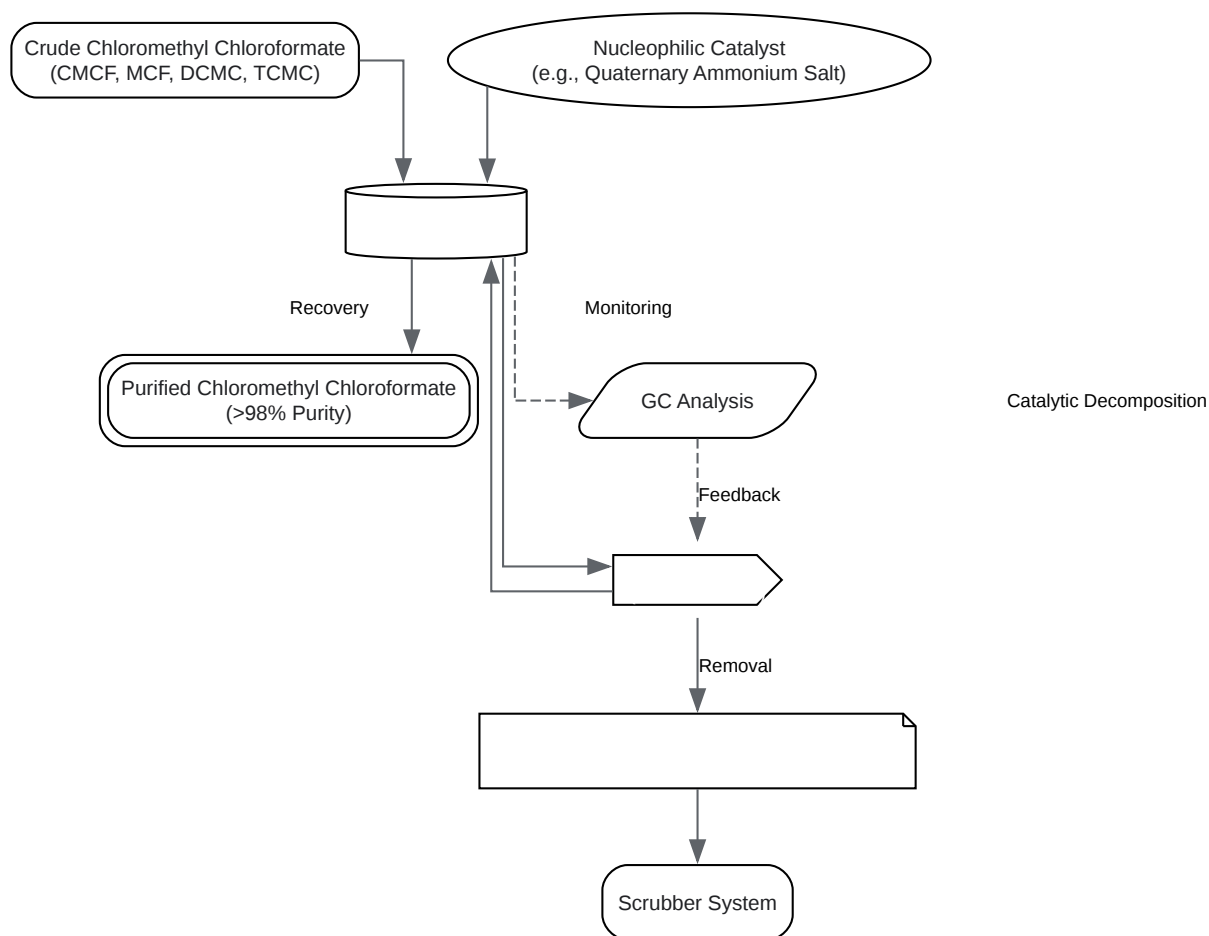 Crude Chloromethyl Chloroformate
(CMCF, MCF, DCMC, TCMC)
Nucleophilic Catalyst
(e.g., Quaternary Ammonium Salt)
Recovery
Monitoring
Purified Chloromethyl Chloroformate
(>98% Purity)
GC Analysis
Catalytic Decomposition
Feedback
Removal
Scrubber System